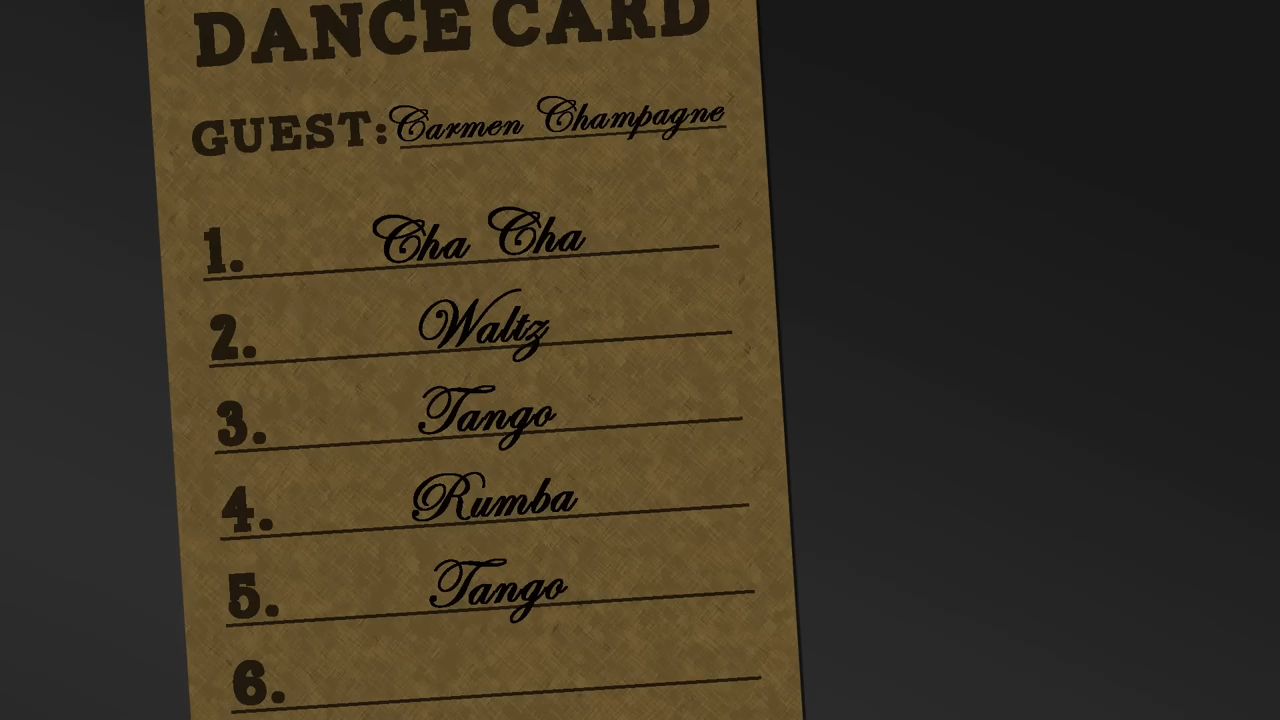 DANCE CARD
GUEST: Carmen Champagne
1. Cha Cha
2. Waltz
3. Tango
4. Rumba
5. Tango
6.